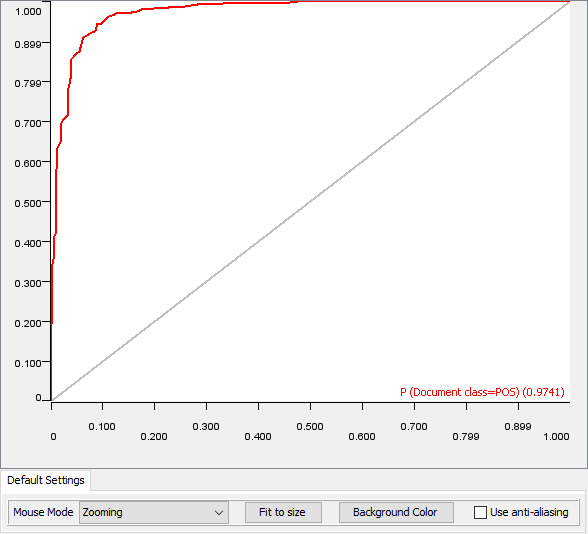 1.000
0.899
0.799
0.700
0.600
0.500
0.400
0.300
0.200
0.100
0
P (Document class=POS) (0.9741)
0 0.100 0.200 0.300 0.400 0.500 0.600 0.700 0.799 0.899 1.000
Default Settings
Mouse Mode Zooming Fit to size Background Color Use anti-aliasing